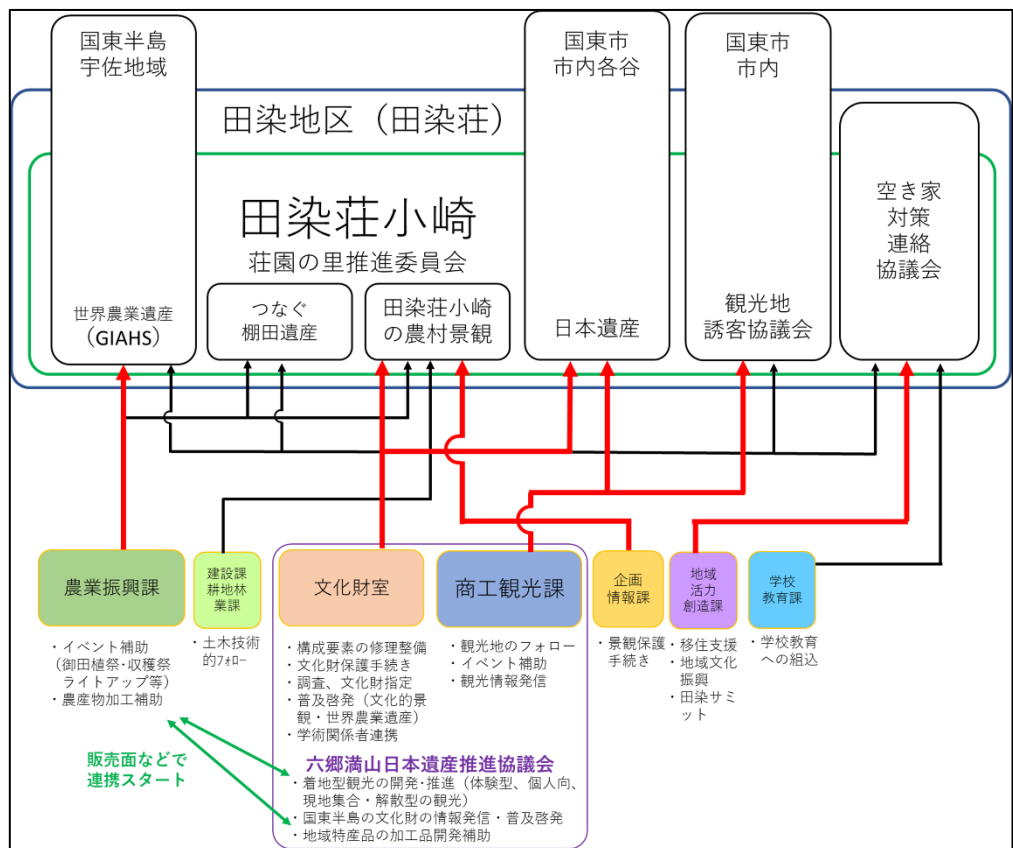 国東半島
宇佐地域
国東市
市内各谷
国東市
市内
田染地区（田染荘）
田染荘小崎
荘園の里推進委員会
空き家
対策
連絡
協議会
世界農業遺産
（GIAHS）
つなぐ
棚田遺産
田染荘小崎
の農村景観
日本遺産
観光地
誘客協議会
農業振興課
・イベント補助
（御田植祭・収穫祭
ライトアップ等）
・農産物加工補助
建設課
耕地林
業課
・土木技術
的ﾌｫﾛｰ
文化財室
・構成要素の修理整備
・文化財保護手続き
・調査、文化財指定
・普及啓発（文化的景
観・世界農業遺産）
・学術関係者連携
商工観光課
・観光地のフォロー
・イベント補助
・観光情報発信
企画
情報課
・景観保護
手続き
地域
活力
創造課
・移住支援
・地域文化
振興
・田染サミ
ット
学校
教育課
・学校教育
への組込
販売面などで
連携スタート
六郷満山日本遺産推進協議会
・着地型観光の開発・推進（体験型、個人向、
現地集合・解散型の観光）
・国東半島の文化財の情報発信・普及啓発
・地域特産品の加工品開発補助